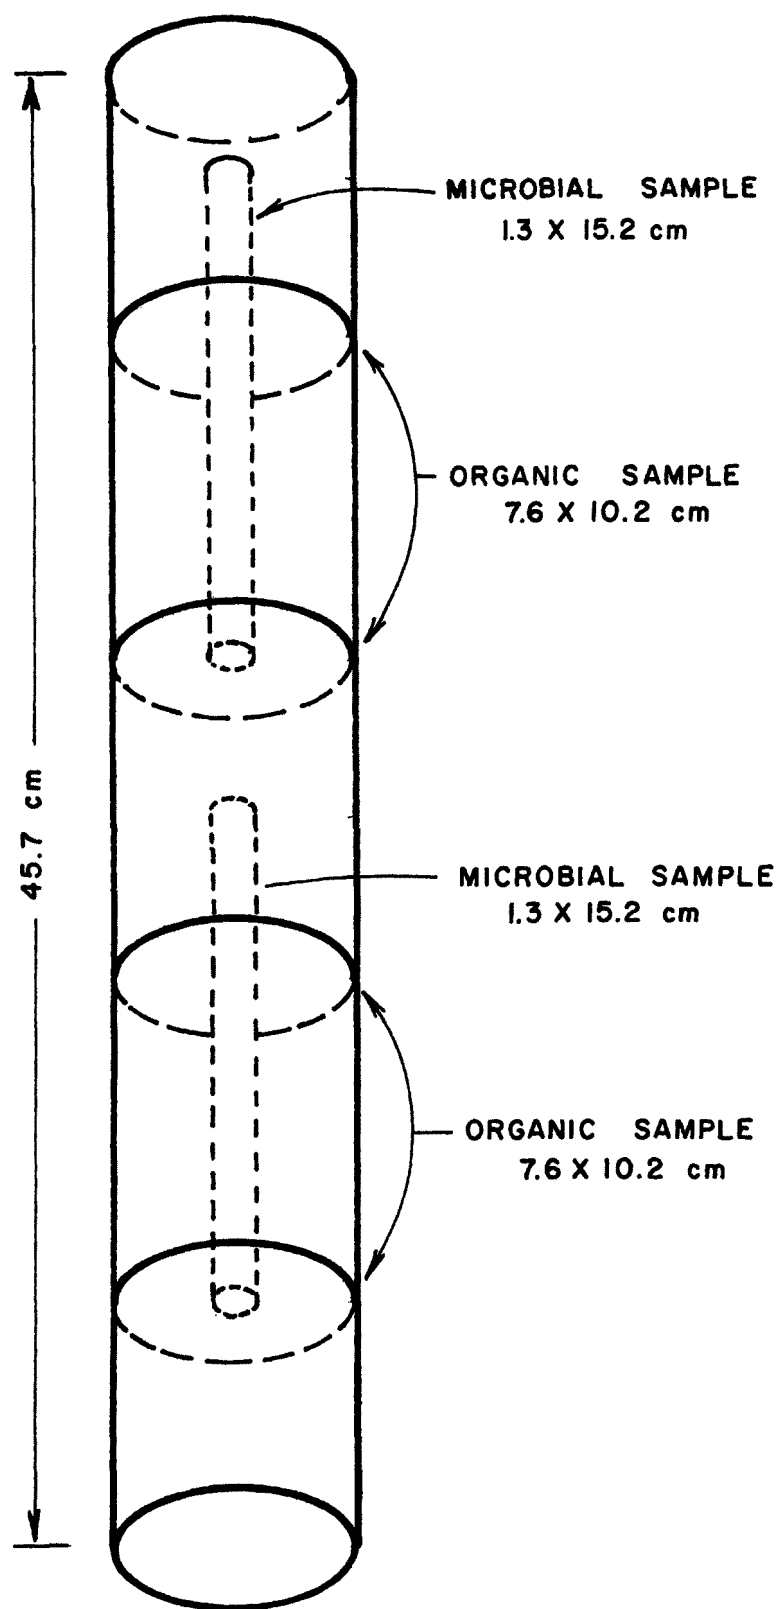 MICROBIAL SAMPLE
1.3 X 15.2 cm
ORGANIC SAMPLE
7.6 X 10.2 cm
45.7 cm
MICROBIAL SAMPLE
1.3 X 15.2 cm
ORGANIC SAMPLE
7.6 X 10.2 cm